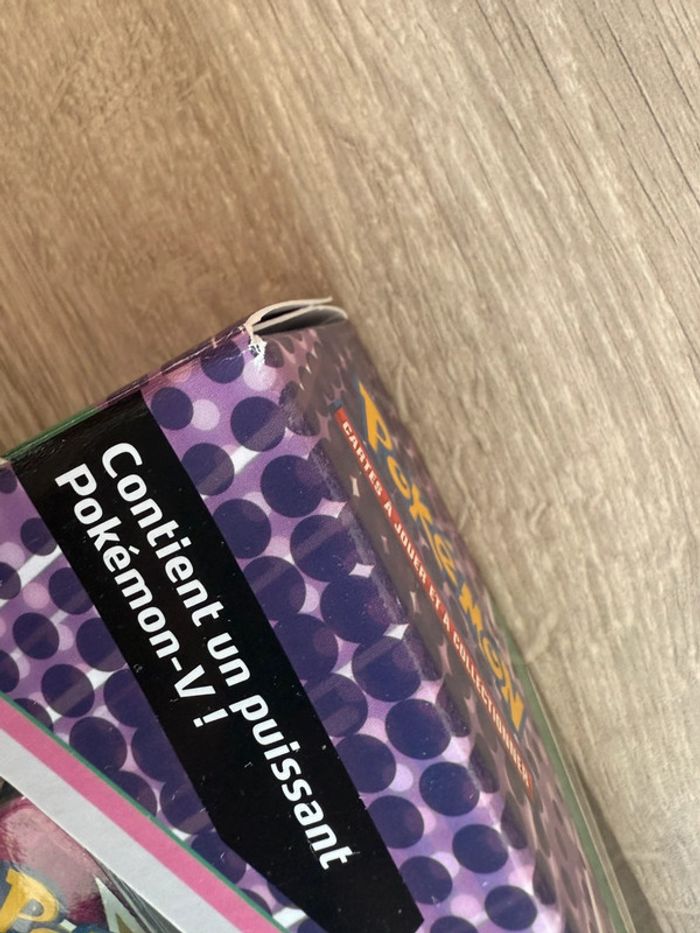 Contient un puissant
Pokémon-V !
POKéMON
CARTES À JOUER ET À COLLECTIONNER